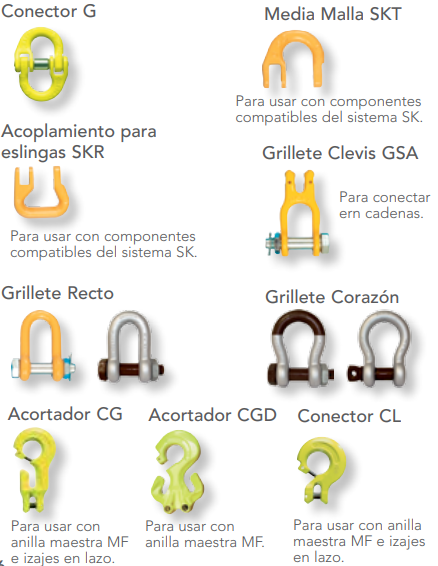 Conector G
Media Malla SKT
Para usar con componentes
compatibles del sistema SK.
Acoplamiento para
eslingas SKR
Para usar con componentes
compatibles del sistema SK.
Grillete Clevis GSA
Para conectar
ern cadenas.
Grillete Recto
Grillete Corazón
Acortador CG
Para usar con
anilla maestra MF
e izajes en lazo.
Acortador CGD
Para usar con
anilla maestra MF.
Conector CL
Para usar con anilla
maestra MF e izajes
en lazo.